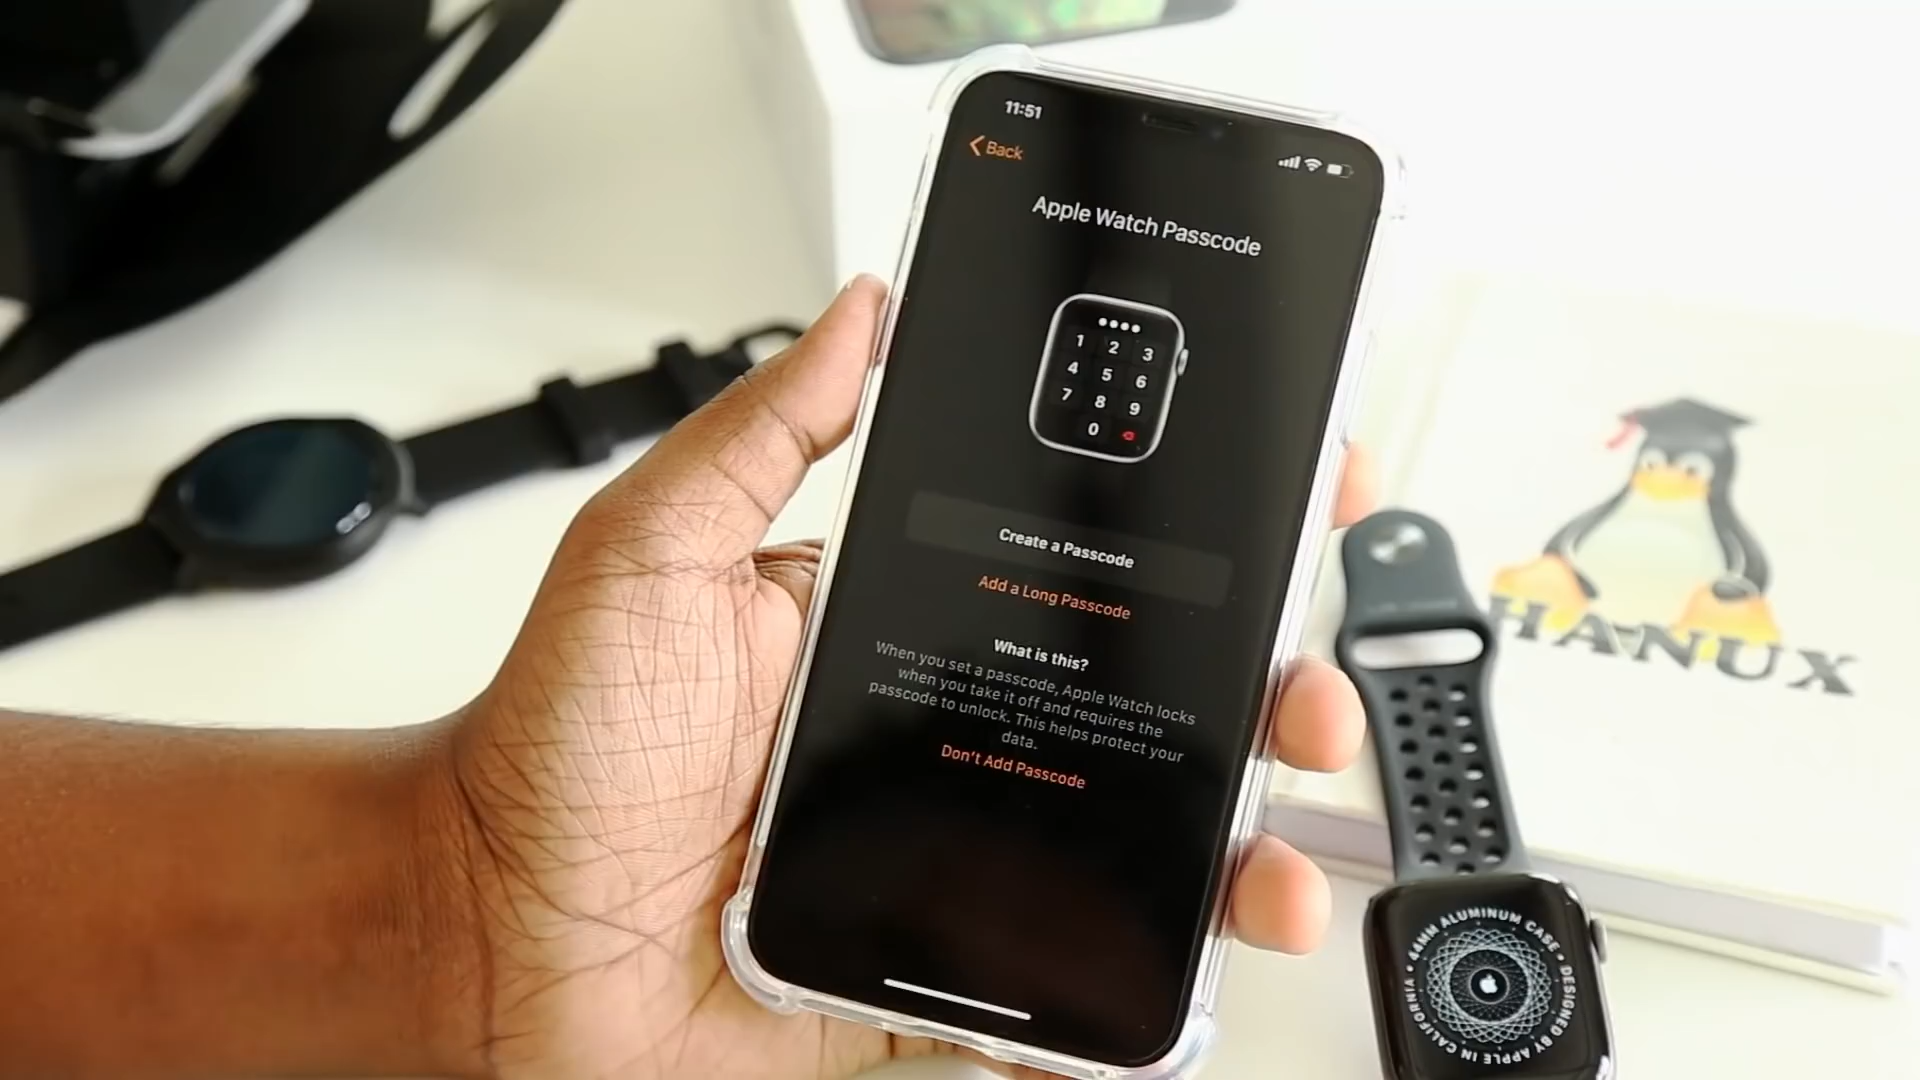 11:51
Back
Apple Watch Passcode
1 2 3
4 5 6
7 8 9
0
Create a Passcode
Add a Long Passcode
What is this?
When you set a passcode, Apple Watch locks
when you take it off and requires the
passcode to unlock. This helps protect your
data.
Don't Add Passcode
HANUX
44MM ALUMINUM CASE • DESIGNED BY APPLE IN CALIFORNIA •